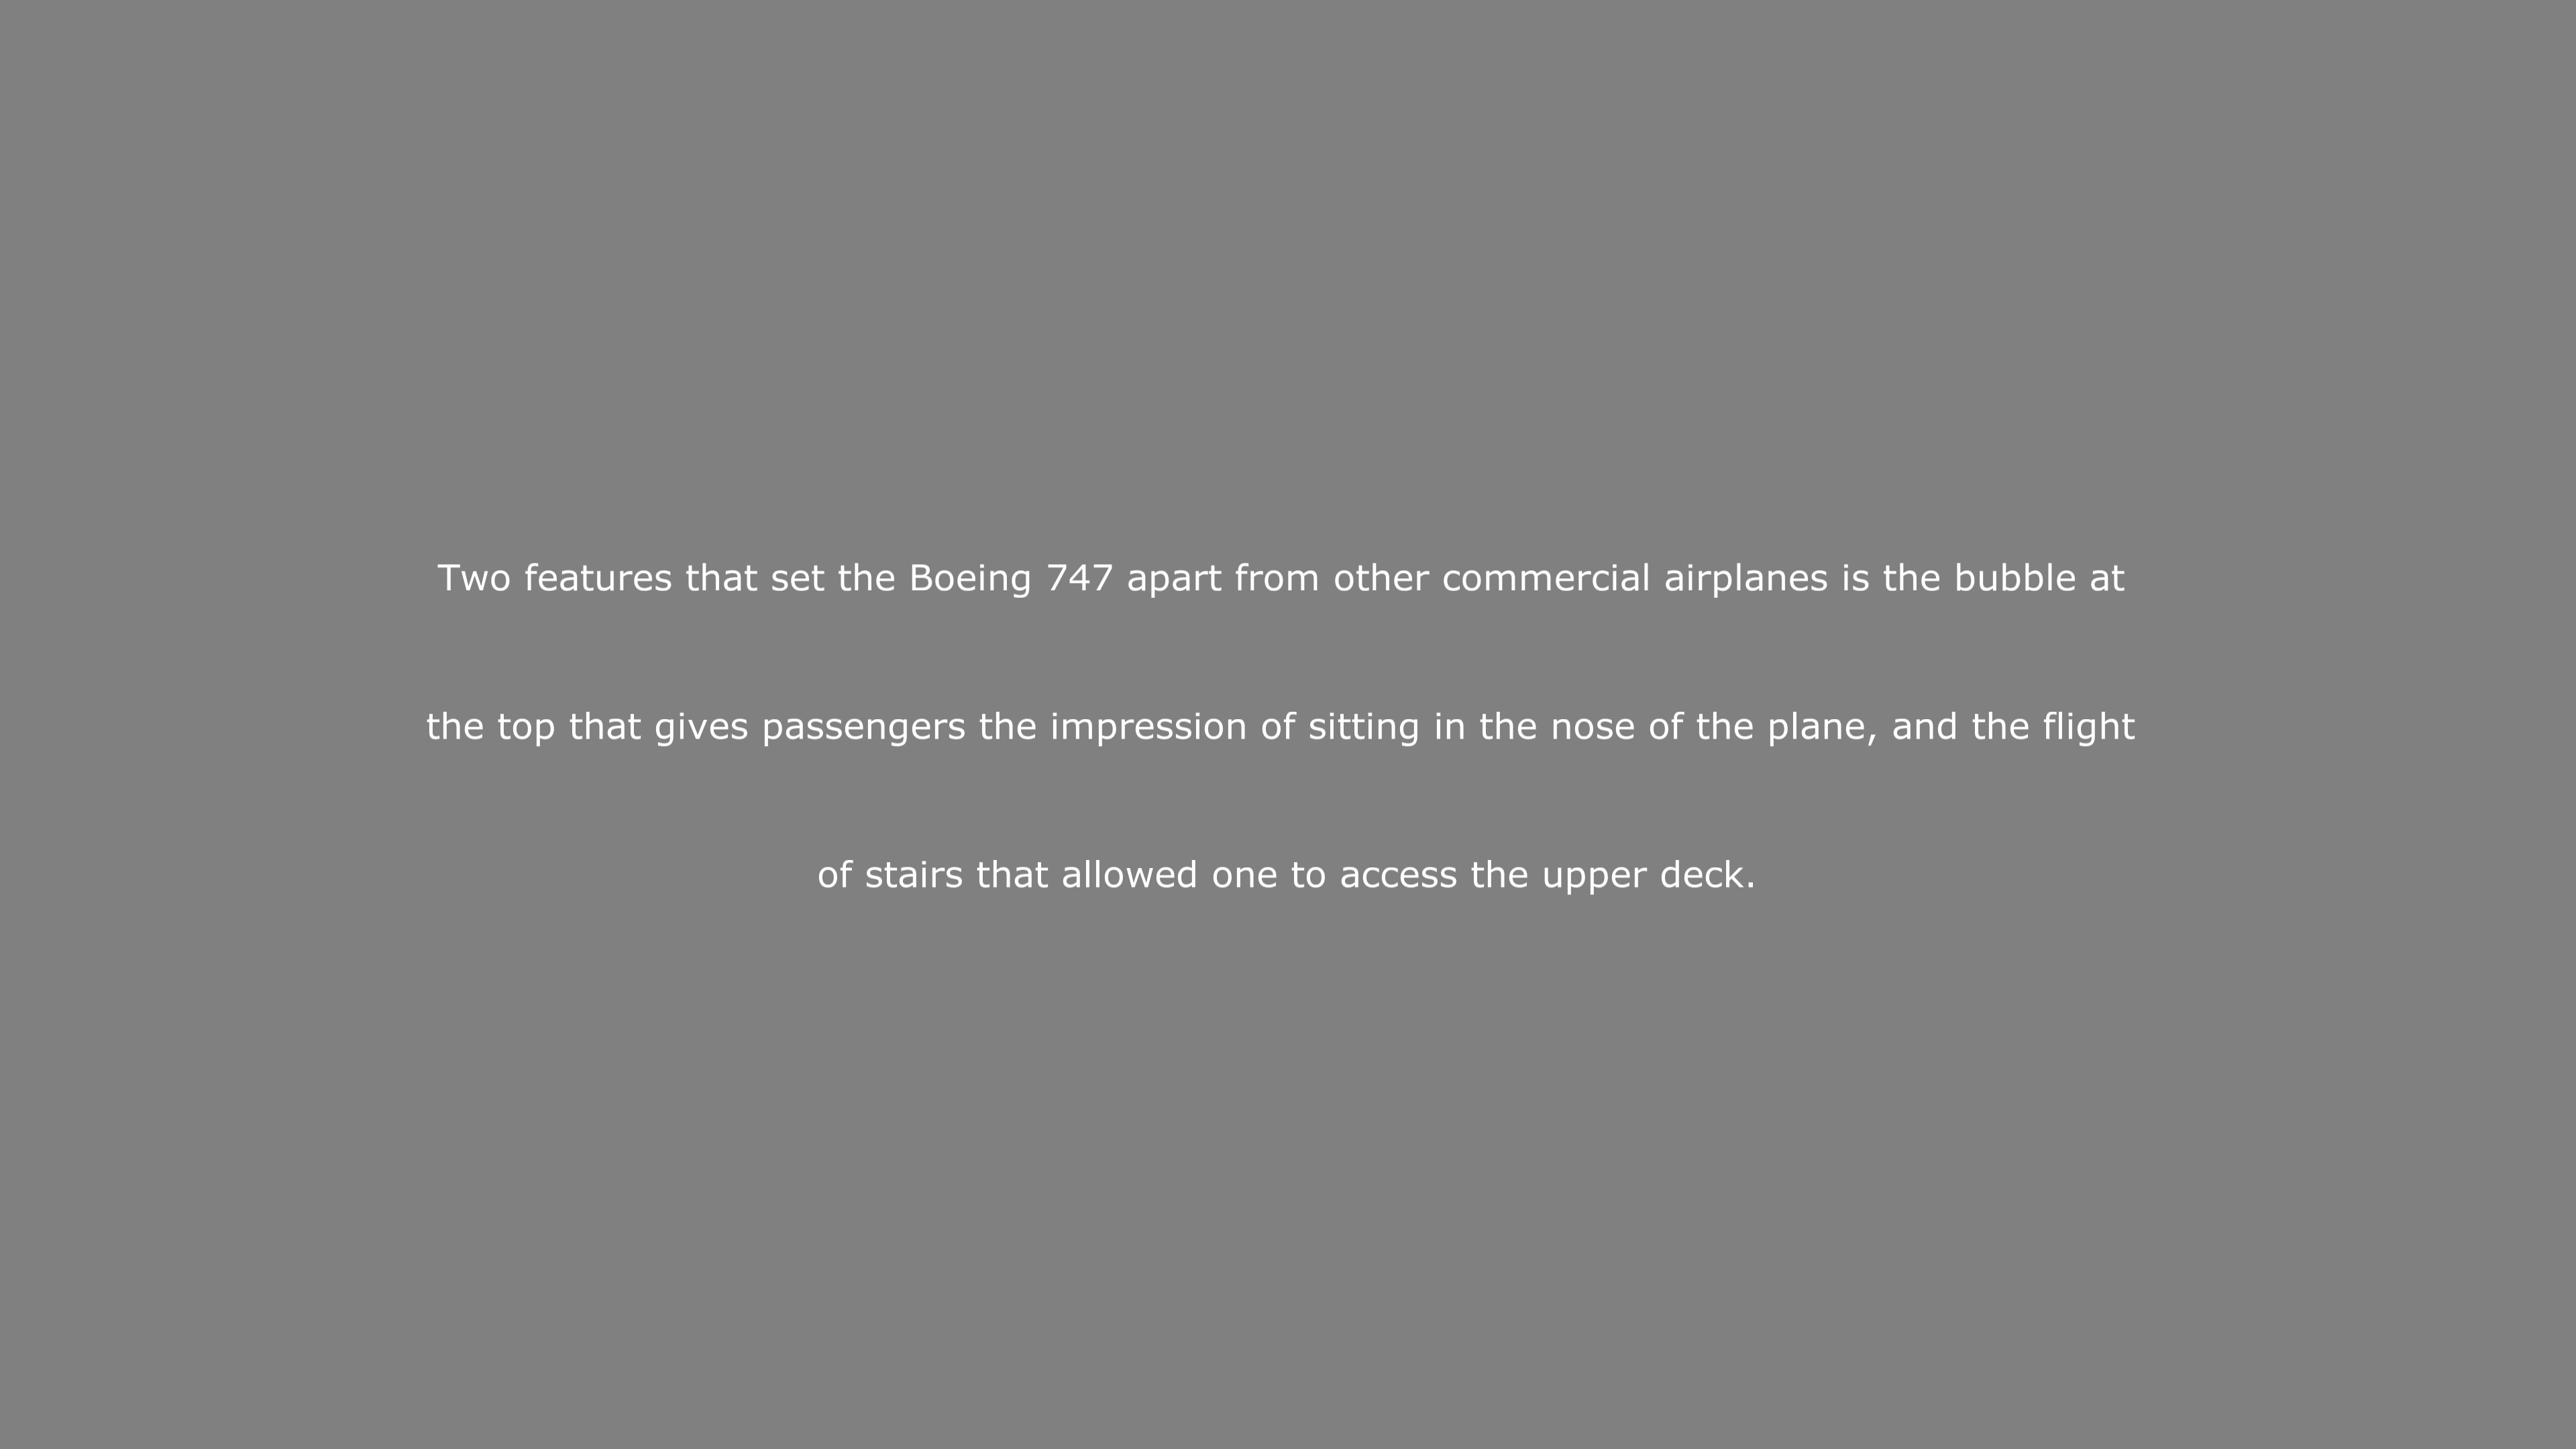 Two features that set the Boeing 747 apart from other commercial airplanes is the bubble at
the top that gives passengers the impression of sitting in the nose of the plane, and the flight
of stairs that allowed one to access the upper deck.